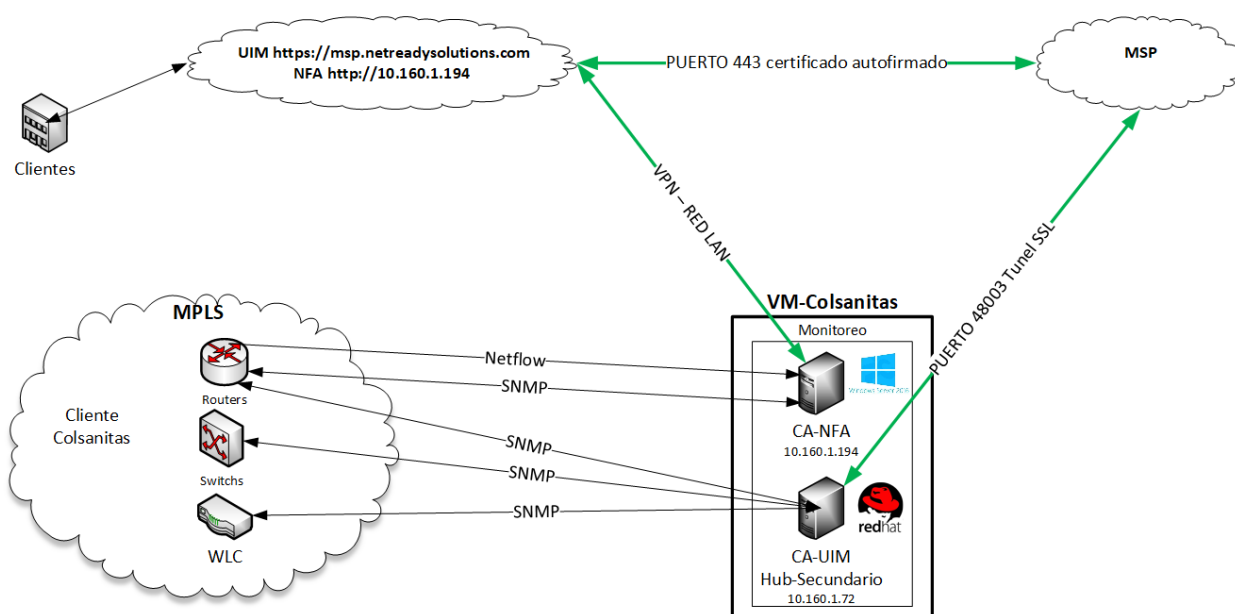 UIM https://msp.netreadysolutions.com
NFA http://10.160.1.194
PUERTO 443 certificado autofirmado
MSP
Clientes
VPN – RED LAN
PUERTO 48003 Tunel SSL
MPLS
Cliente
Colsanitas
Routers
Switchs
WLC
Netflow
SNMP
SNMP
SNMP
SNMP
VM-Colsanitas
Monitoreo
CA-NFA
10.160.1.194
redhat
CA-UIM
Hub-Secundario
10.160.1.72